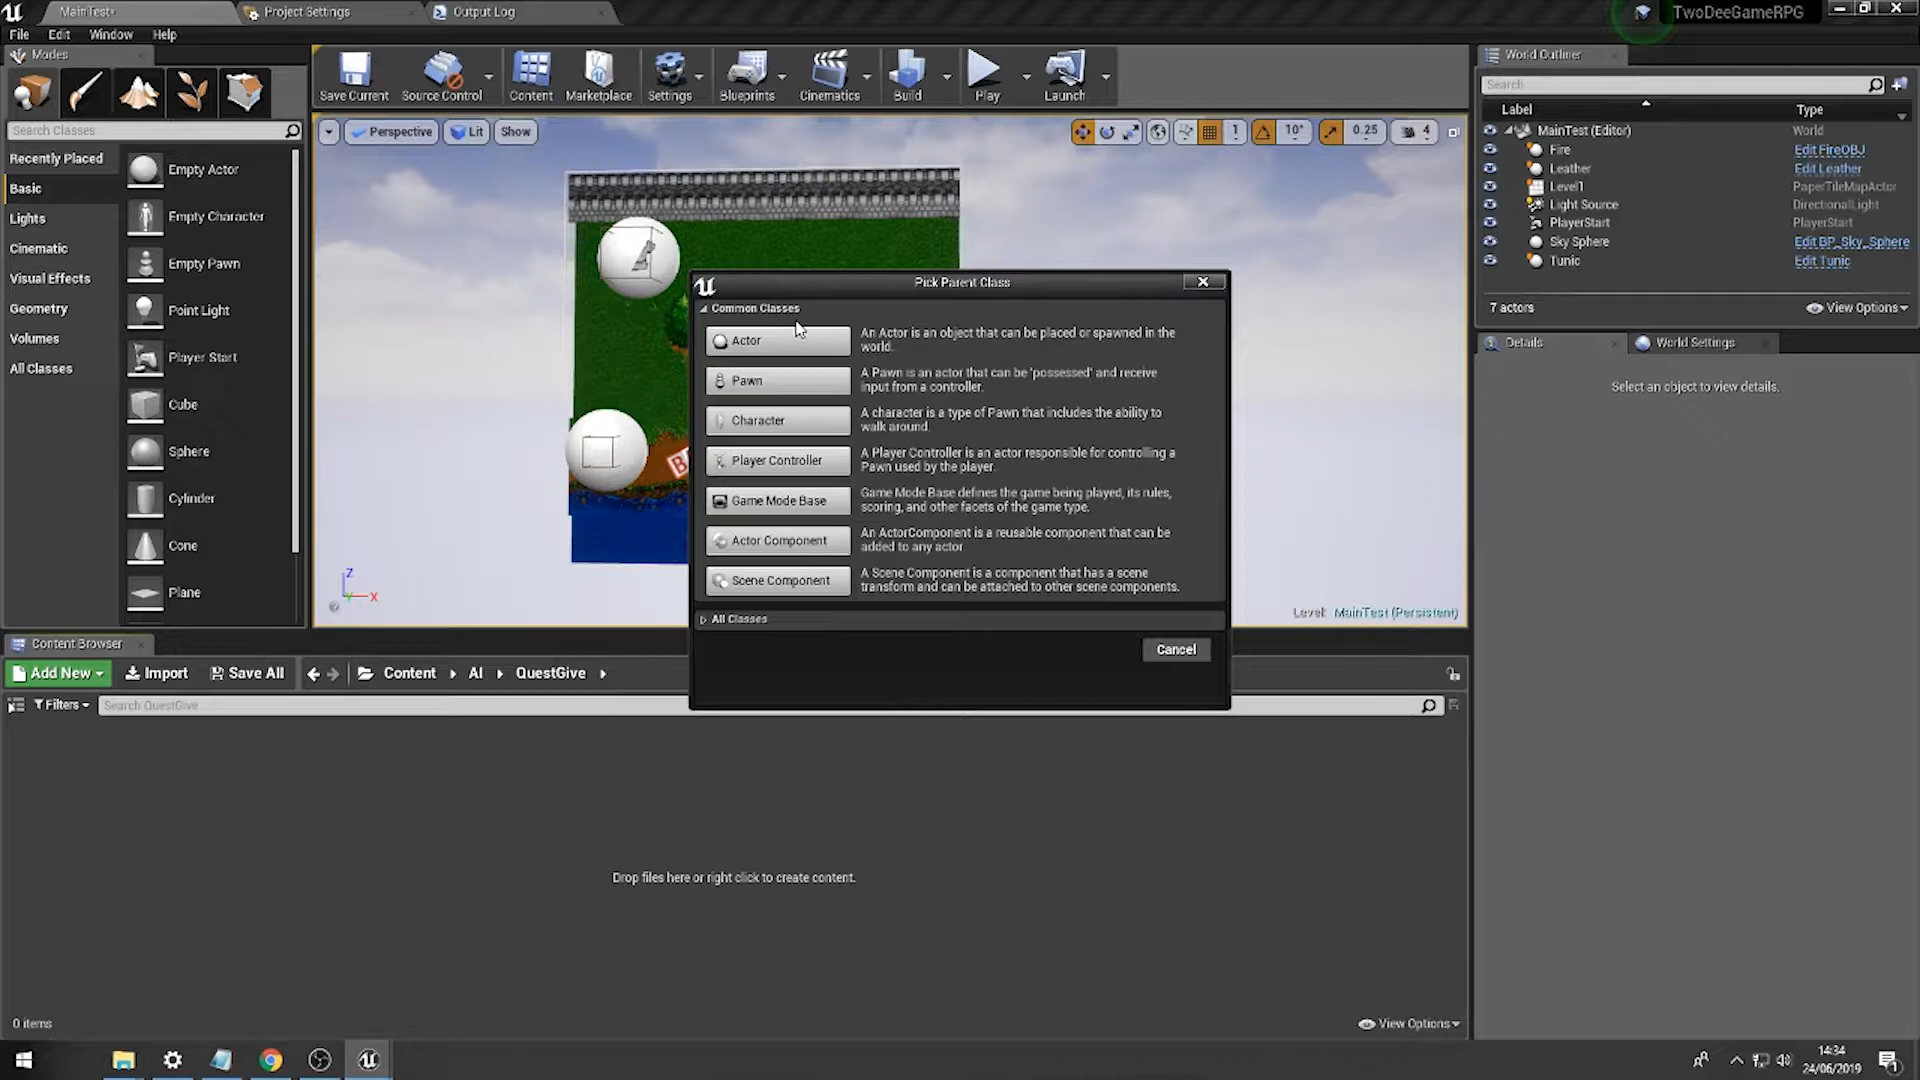 MainTest*
Project Settings
Output Log
TwoDeeGameRPG
File Edit Window Help
Modes
Search Classes
Recently Placed
Basic
Lights
Cinematic
Visual Effects
Geometry
Volumes
All Classes
Empty Actor
Empty Character
Empty Pawn
Point Light
Player Start
Cube
Sphere
Cylinder
Cone
Plane
Save Current
Source Control
Content
Marketplace
Settings
Blueprints
Cinematics
Build
Play
Launch
Perspective
Lit
Show
1
10°
0.25
4
Z
X
Y
B
Level: MainTest (Persistent)
Pick Parent Class
Common Classes
Actor
An Actor is an object that can be placed or spawned in the
world.
Pawn
A Pawn is an actor that can be 'possessed' and receive
input from a controller.
Character
A character is a type of Pawn that includes the ability to
walk around.
Player Controller
A Player Controller is an actor responsible for controlling a
Pawn used by the player.
Game Mode Base
Game Mode Base defines the game being played, its rules,
scoring, and other facets of the game type.
Actor Component
An ActorComponent is a reusable component that can be
added to any actor
Scene Component
A Scene Component is a component that has a scene
transform and can be attached to other scene components.
All Classes
Cancel
World Outliner
Search
Label Type
MainTest (Editor) World
Fire Edit FireOBJ
Leather Edit Leather
Level1 PaperTileMapActor
Light Source DirectionalLight
PlayerStart PlayerStart
Sky Sphere Edit BP_Sky_Sphere
Tunic Edit Tunic
7 actors
View Options
Details
World Settings
Select an object to view details.
Content Browser
Add New
Import
Save All
Content
AI
QuestGive
Filters
Search QuestGive
Drop files here or right click to create content.
0 items
View Options
14:34
24/06/2019
1